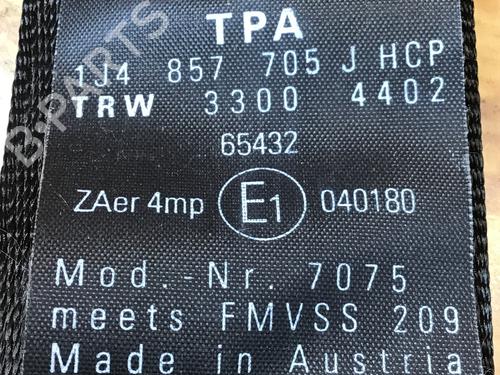 TPA
1J4 857 705 J HCP
TRW 3300 4402
65432
ZAer 4mp E1 040180
Mod.-Nr. 7075
meets FMVSS 209
Made in Austria
B-PARTS